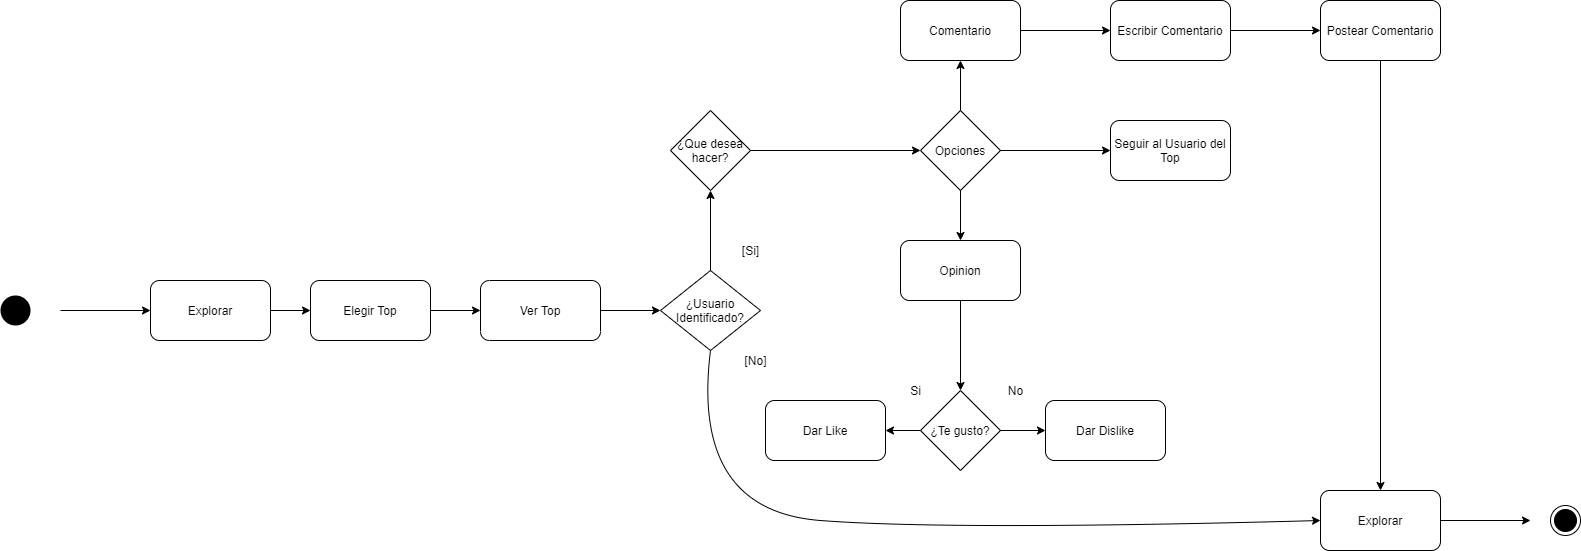 Comentario
Escribir Comentario
Postear Comentario
¿Que desea
hacer?
Opciones
Seguir al Usuario del
Top
[Si]
Opinion
Explorar
Elegir Top
Ver Top
¿Usuario
Identificado?
[No]
Si
No
Dar Like
¿Te gusto?
Dar Dislike
Explorar